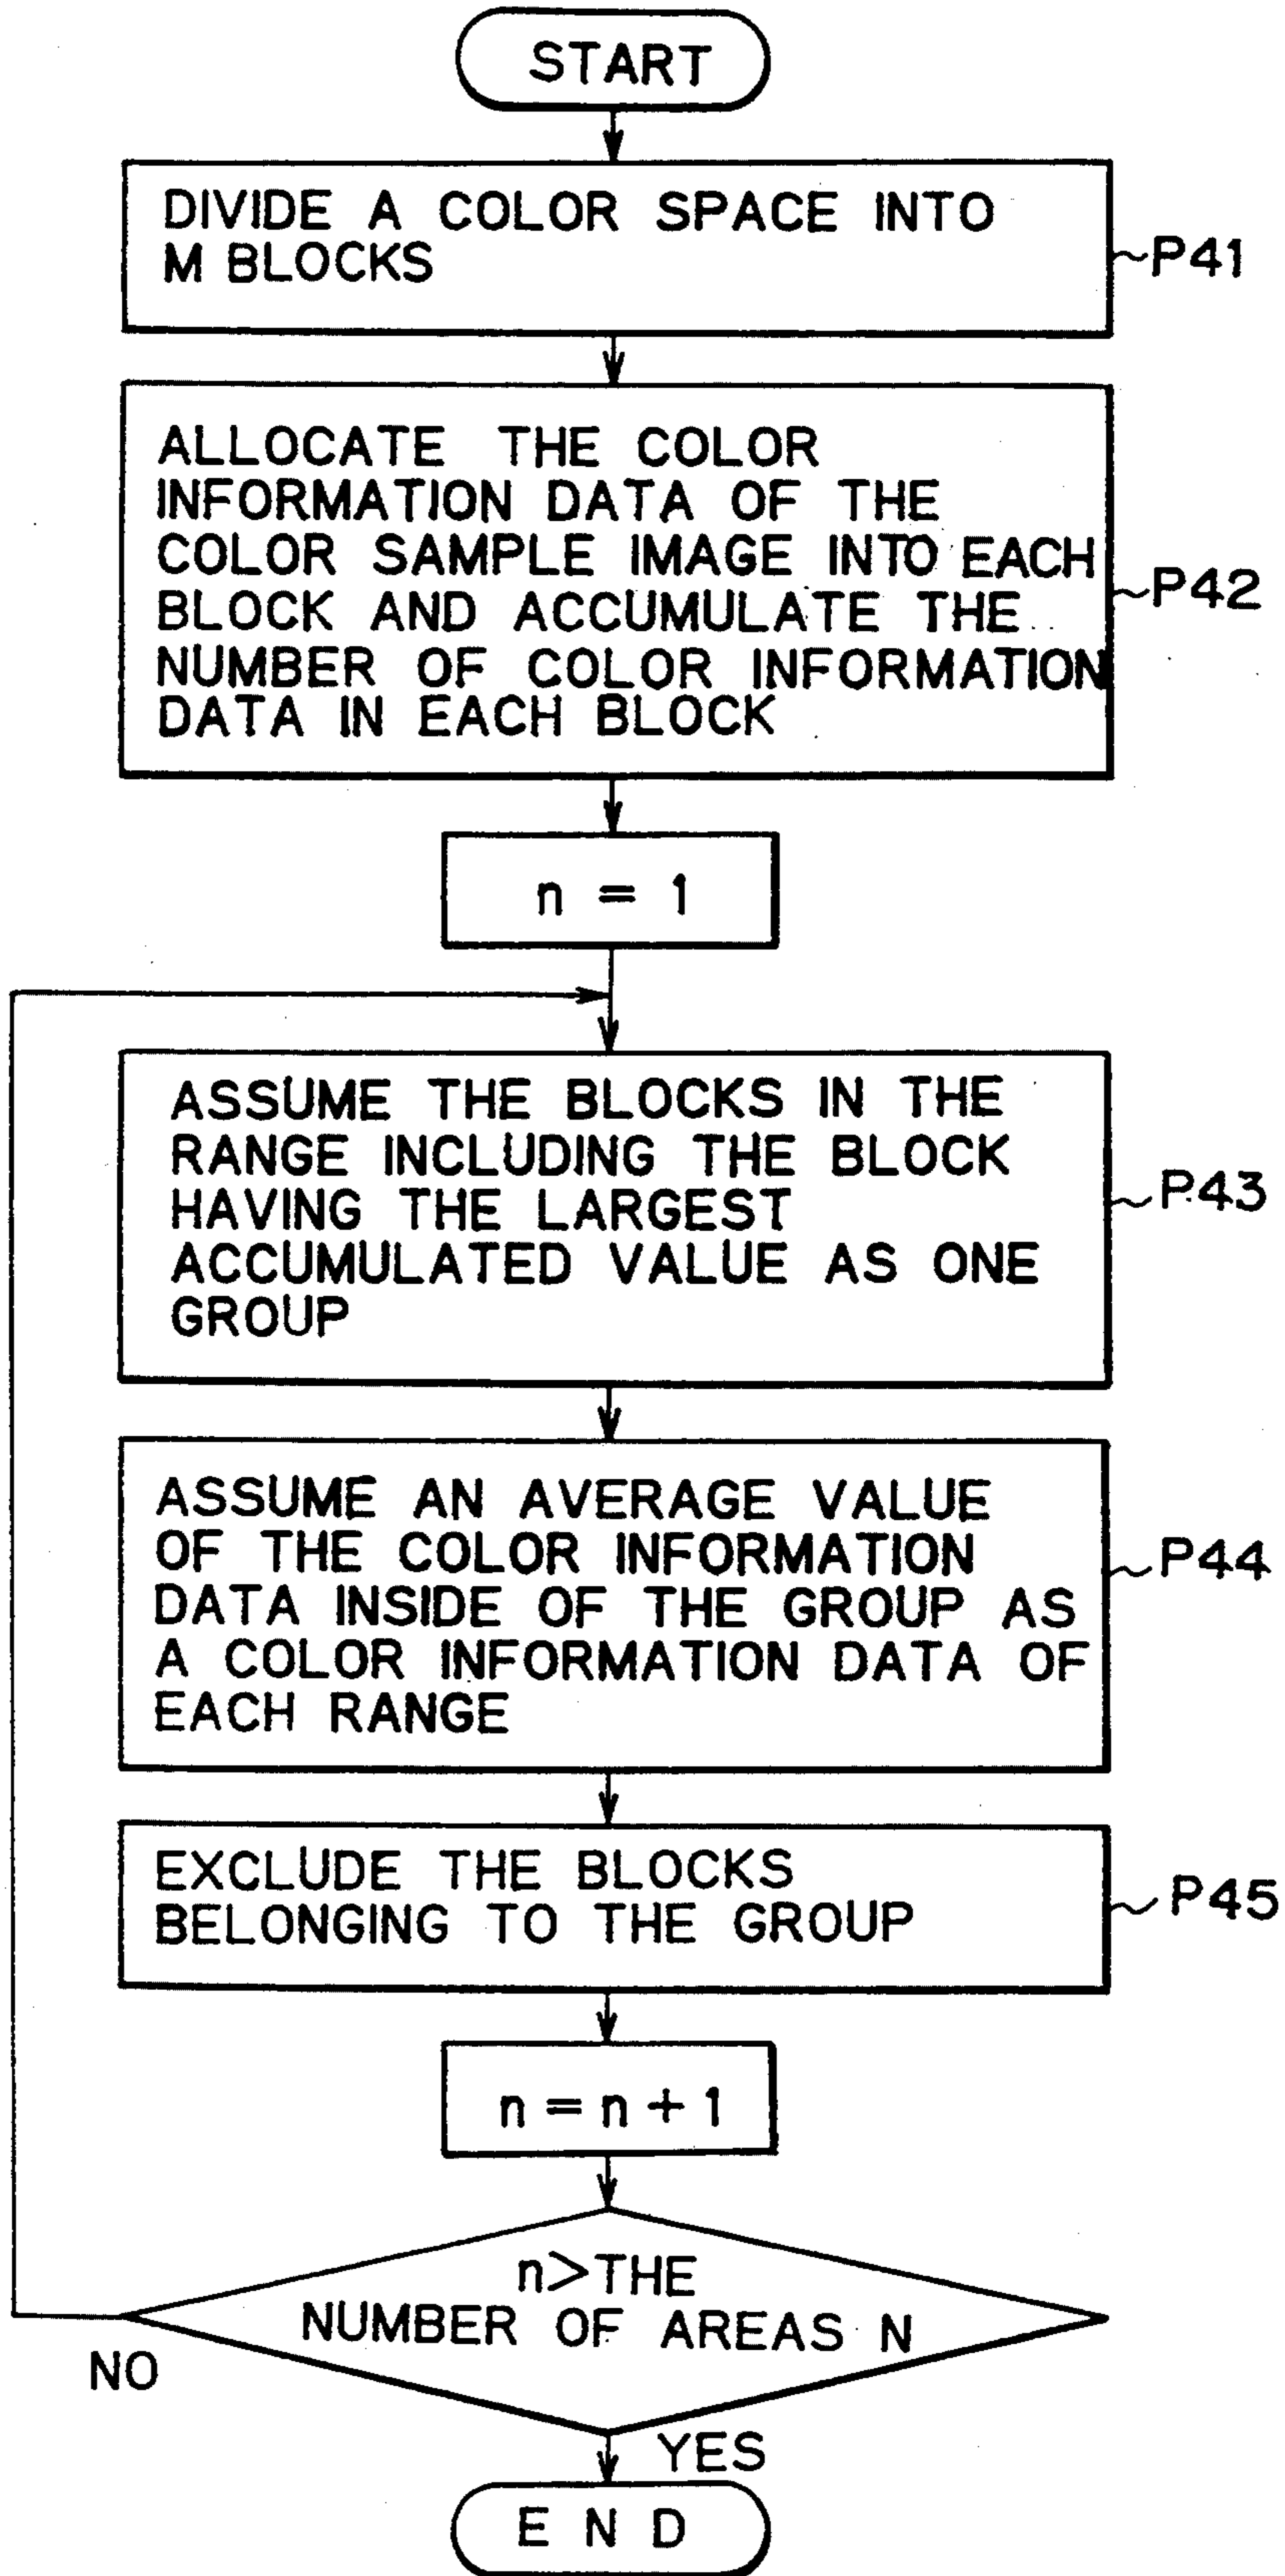 START
DIVIDE A COLOR SPACE INTO
M BLOCKS
P41
ALLOCATE THE COLOR
INFORMATION DATA OF THE
COLOR SAMPLE IMAGE INTO EACH
BLOCK AND ACCUMULATE THE
NUMBER OF COLOR INFORMATION
DATA IN EACH BLOCK
P42
n = 1
ASSUME THE BLOCKS IN THE
RANGE INCLUDING THE BLOCK
HAVING THE LARGEST
ACCUMULATED VALUE AS ONE
GROUP
P43
ASSUME AN AVERAGE VALUE
OF THE COLOR INFORMATION
DATA INSIDE OF THE GROUP AS
A COLOR INFORMATION DATA OF
EACH RANGE
P44
EXCLUDE THE BLOCKS
BELONGING TO THE GROUP
P45
n = n + 1
n>THE
NUMBER OF AREAS N
NO
YES
END